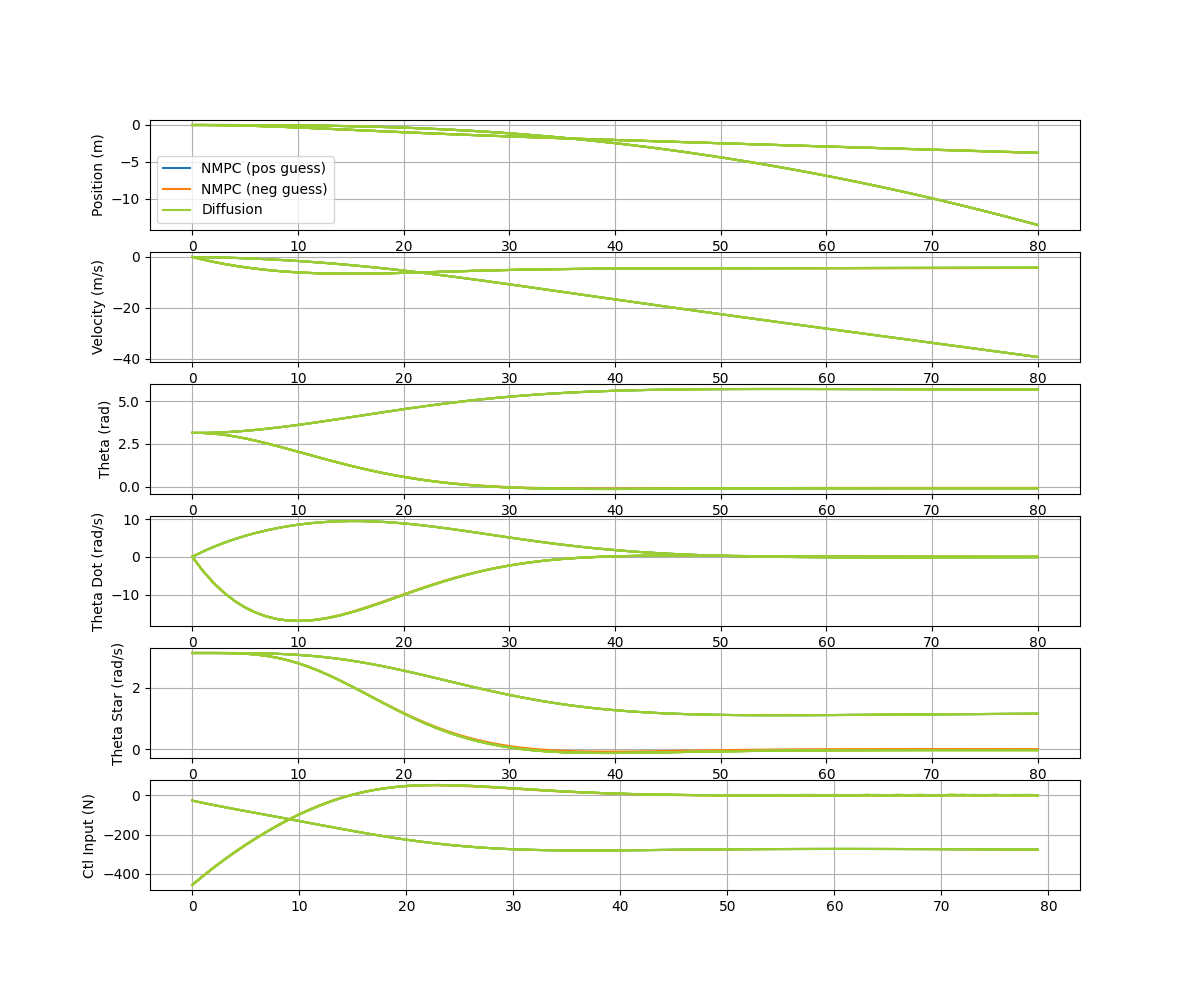 Position (m)
0
−5
−10
NMPC (pos guess)
NMPC (neg guess)
Diffusion
0 10 20 30 40 50 60 70 80
Velocity (m/s)
0
−20
−40
0 10 20 30 40 50 60 70 80
Theta (rad)
5.0
2.5
0.0
0 10 20 30 40 50 60 70 80
Theta Dot (rad/s)
10
0
−10
0 10 20 30 40 50 60 70 80
Theta Star (rad/s)
2
0
0 10 20 30 40 50 60 70 80
Ctl Input (N)
0
−200
−400
0 10 20 30 40 50 60 70 80